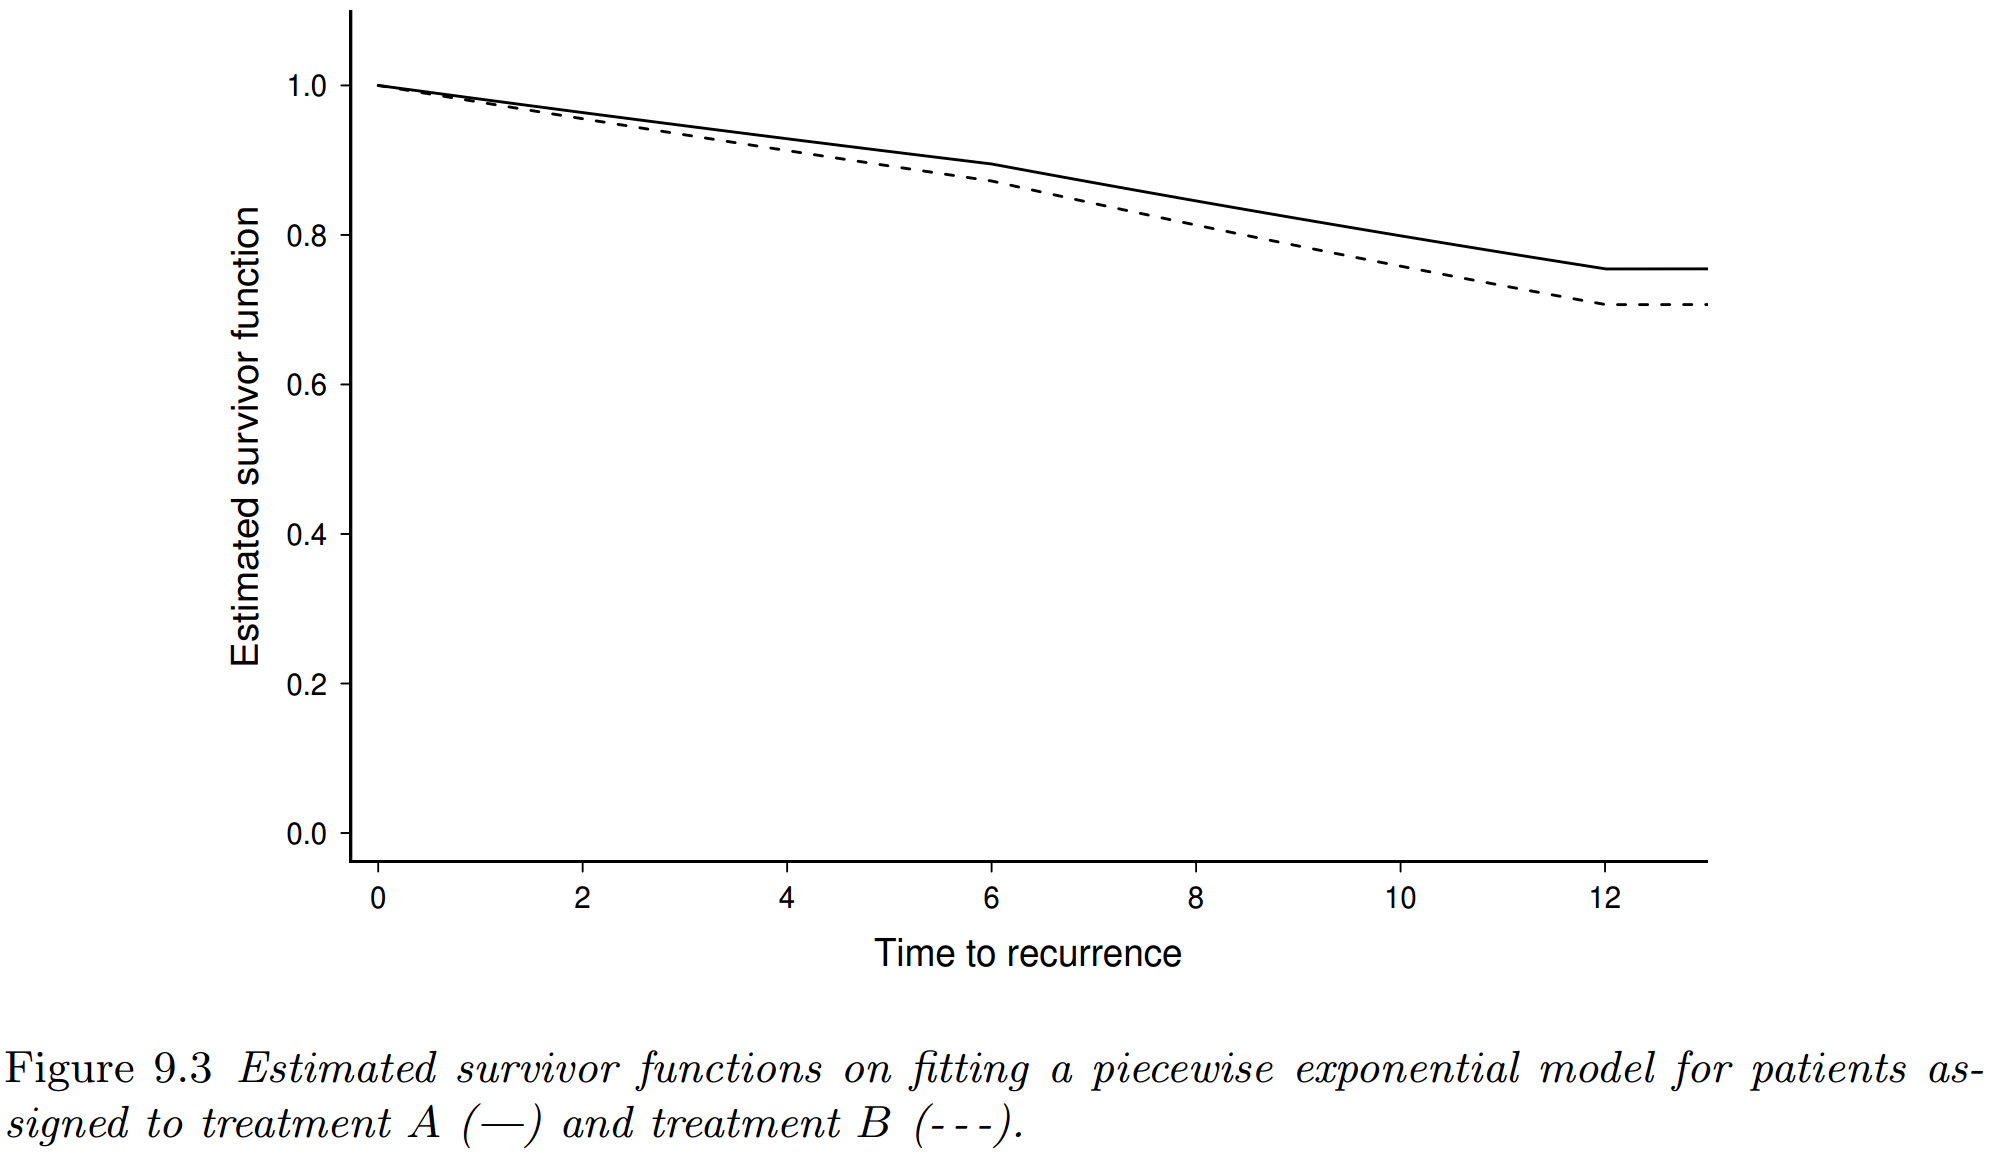 1.0
0.8
0.6
0.4
0.2
0.0
Estimated survivor function
0 2 4 6 8 10 12
Time to recurrence
Figure 9.3 Estimated survivor functions on fitting a piecewise exponential model for patients as-
signed to treatment A (—) and treatment B (- - -).